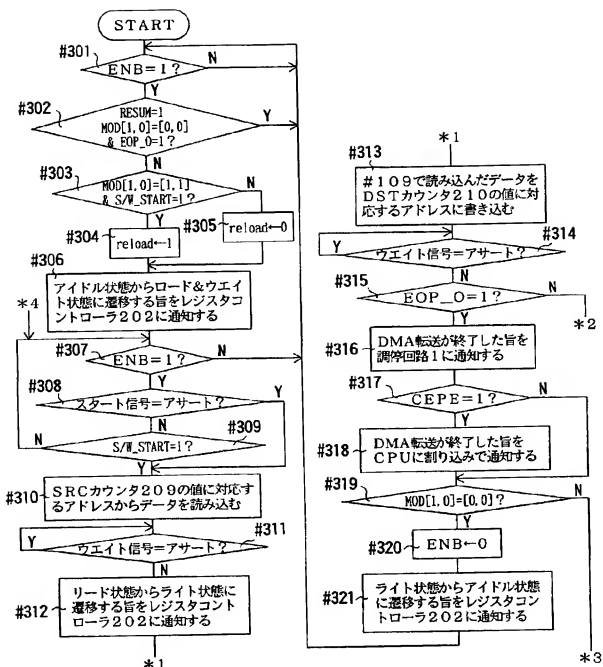 START
#301
ENB=1?
N
Y
#302
RESUM=1
MOD[1,0]=[0,0]
& EOP_O=1?
Y
N
#303
MOD[1,0]=[1,1]
& S/W_START=1?
N
Y
#304
reload←1
#305
reload←0
#306
アイドル状態からロード&ウエイ
ト状態に遷移する旨をレジスタコ
ントローラ202に通知する
*4
#307
ENB=1?
N
Y
#308
スタート信号=アサート?
Y
N
#309
S/W_START=1?
N
Y
#310
SRCカウンタ209の値に対応す
るアドレスからデータを読み込む
#311
Y
ウエイト信号=アサート?
N
#312
リード状態からライト状態に
遷移する旨をレジスタコント
ローラ202に通知する
*1
*1
#313
#109で読み込んだデータを
DSTカウンタ210の値に対
応するアドレスに書き込む
#314
Y
ウエイト信号=アサート?
N
#315
EOP_O=1?
N
*2
Y
#316
DMA転送が終了した旨を
調停回路1に通知する
#317
CEPE=1?
N
Y
#318
DMA転送が終了した旨を
CPUに割り込みで通知する
#319
MOD[1,0]=[0,0]?
N
Y
#320
ENB←0
#321
ライト状態からアイドル状態
に遷移する旨をレジスタコン
トローラ202に通知する
*3